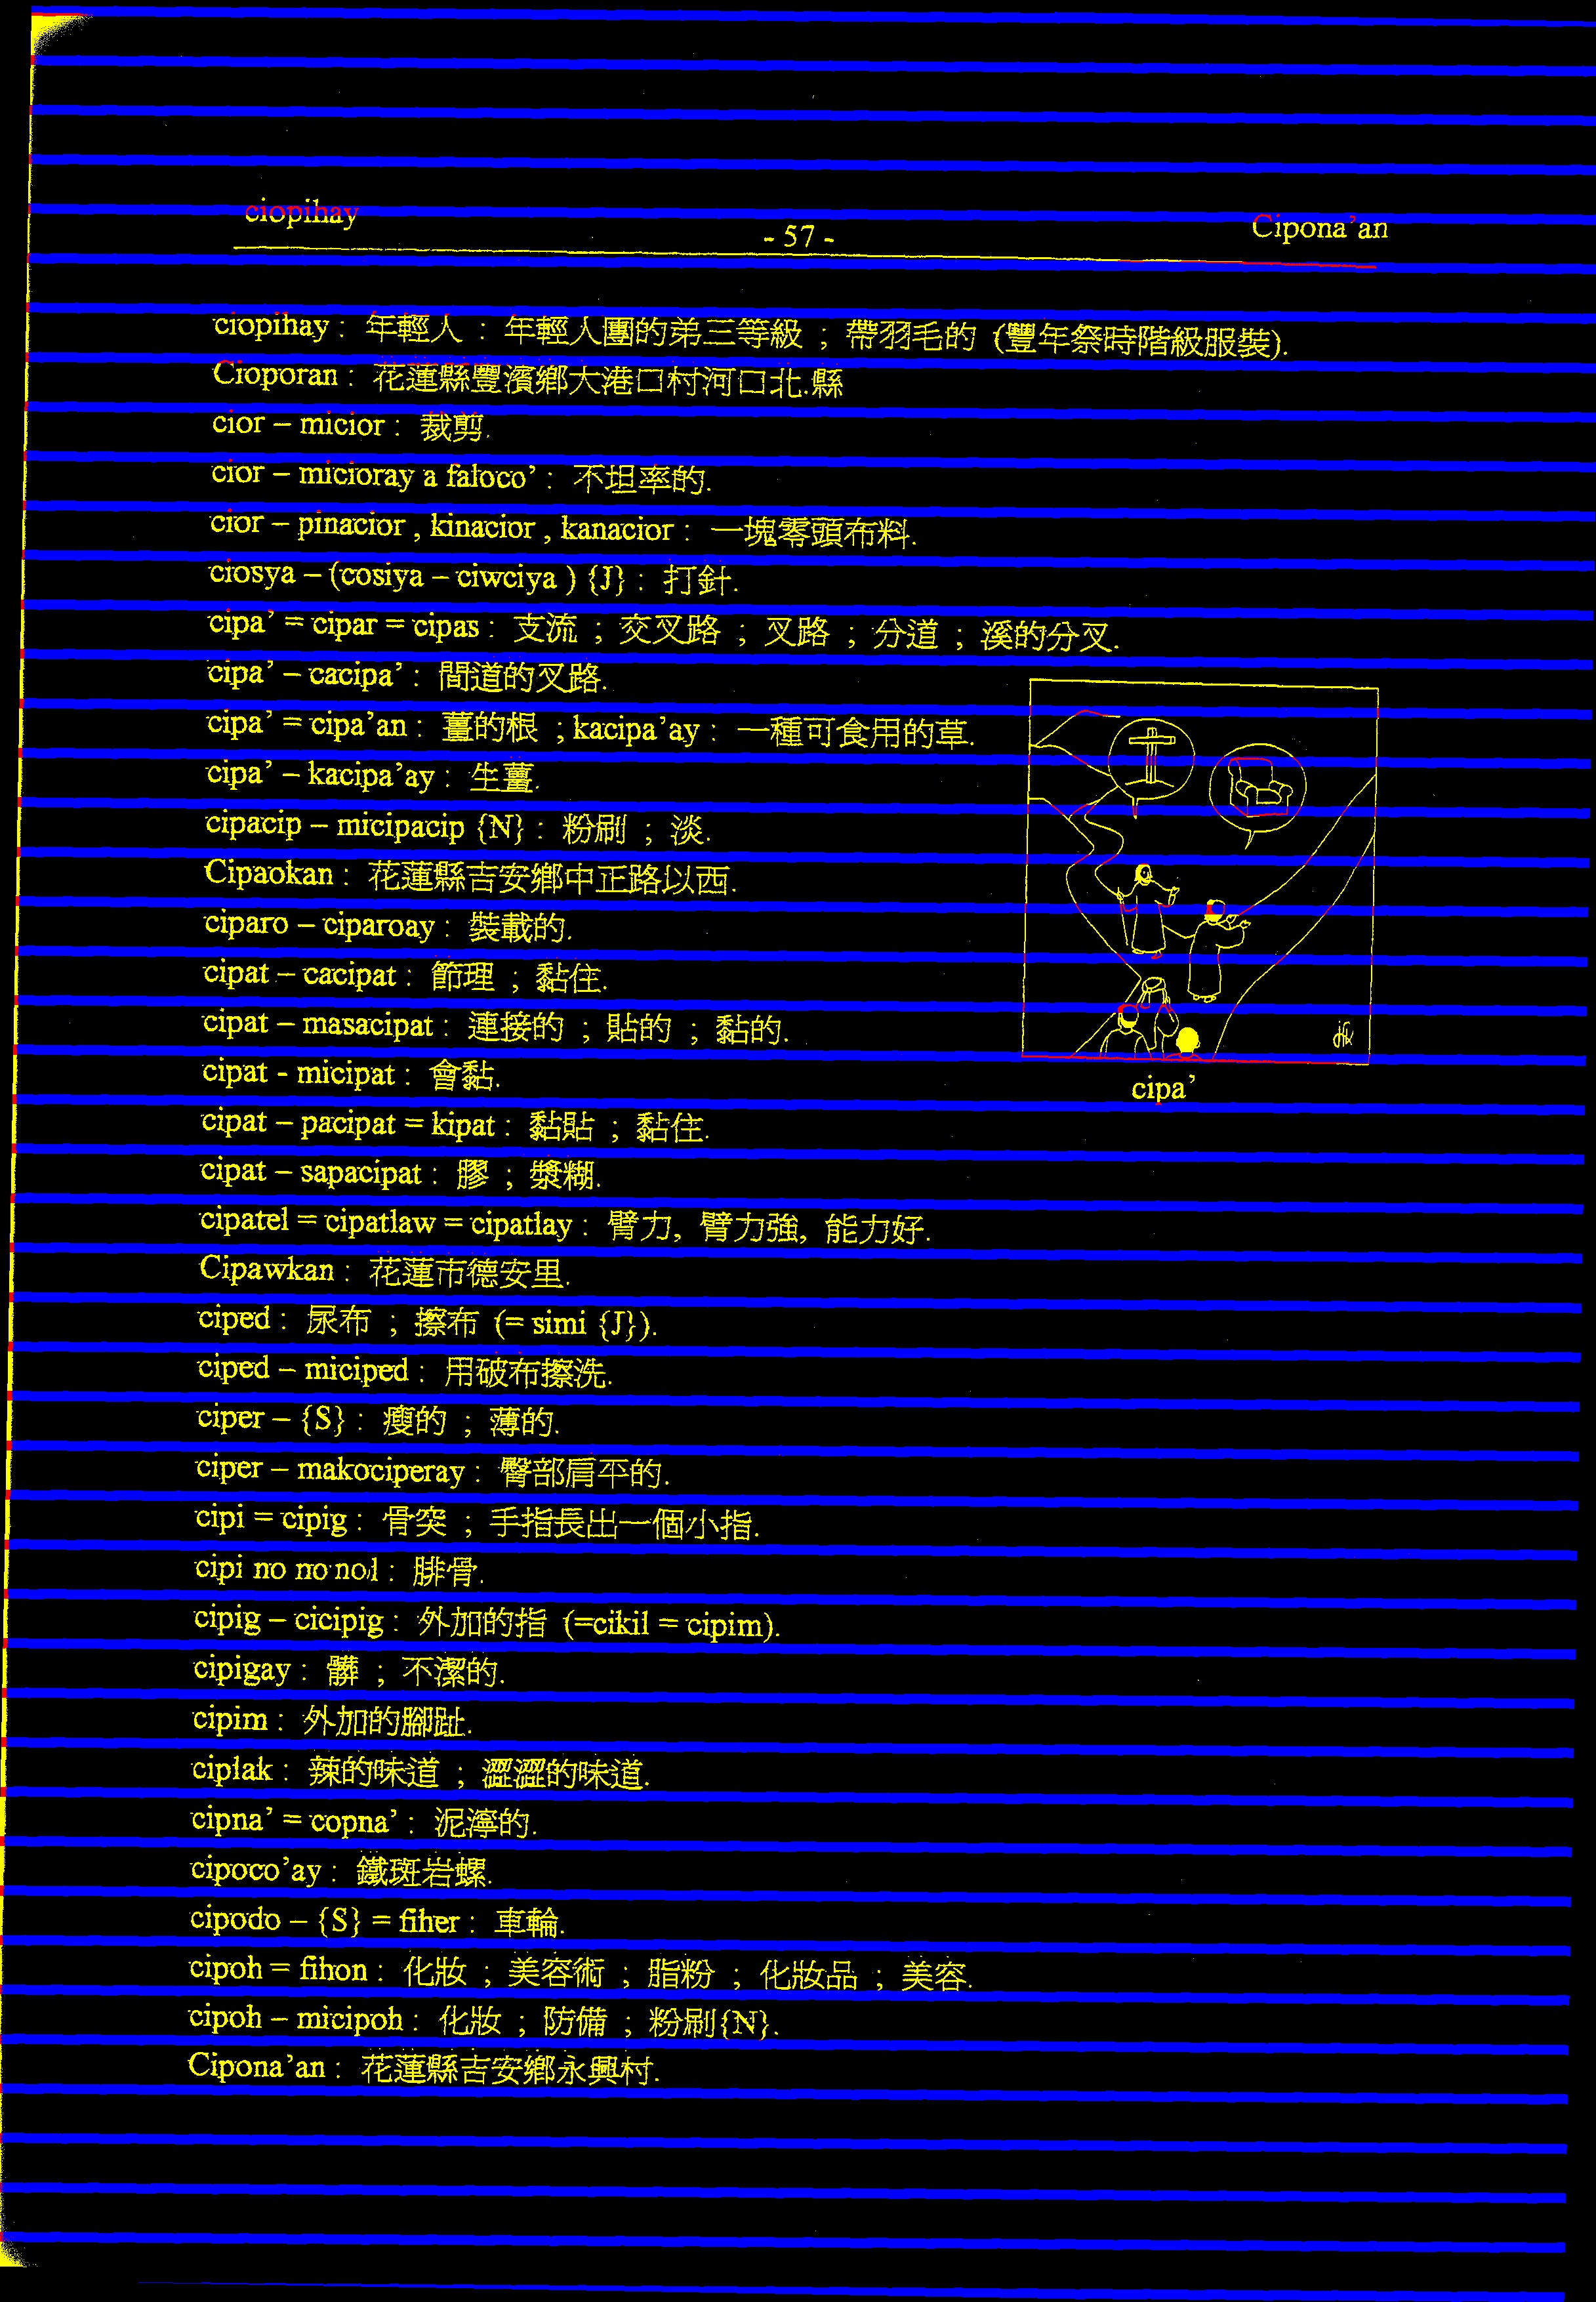 ciopihay
- 57 -
Cipona’an
ciopihay : 年輕人 : 年輕人團的弟三等級 ; 帶羽毛的 (豐年祭時階級服裝).
Cioporan : 花蓮縣豐濱鄉大港口村河口北.縣
cior – micior : 裁剪.
cior – micioray a faloco’ : 不坦率的.
cior – pinacior , kinacior , kanacior : 一塊零頭布料.
ciosya – (cosiya – ciwciya ) {J} : 打針.
cipa’ = cipar = cipas : 支流 ; 交叉路 ; 叉路 ; 分道 ; 溪的分叉.
cipa’ – cacipa’ : 間道的叉路.
cipa’ = cipa’an : 薑的根 ; kacipa’ay : 一種可食用的草.
cipa’ – kacipa’ay : 生薑.
cipacip – micipacip {N} : 粉刷 ; 淡.
Cipaokan : 花蓮縣吉安鄉中正路以西.
ciparo – ciparoay : 裝載的.
cipat – cacipat : 節理 ; 黏住.
cipat – masacipat : 連接的 ; 貼的 ; 黏的.
cipat - micipat : 會黏.
cipa’
cipat – pacipat = kipat : 黏貼 ; 黏住.
cipat – sapacipat : 膠 ; 漿糊.
cipatel = cipatlaw = cipatlay : 臂力, 臂力強, 能力好.
Cipawkan : 花蓮市德安里.
ciped : 尿布 ; 擦布 (= simi {J}).
ciped – miciped : 用破布擦洗.
ciper – {S} : 瘦的 ; 薄的.
ciper – makociperay : 臀部肩平的.
cipi = cipig : 骨突 ; 手指長出一個小指.
cipi no no nod : 腓骨.
cipig – cicipig : 外加的指 (=cikil = cipim).
cipigay : 髒 ; 不潔的.
cipim : 外加的腳趾.
ciplak : 辣的味道 ; 澀澀的味道.
cipna’ = copna’ : 泥濘的.
cipoco’ay : 鐵斑岩螺.
cipodo – {S} = fiher : 車輪.
cipoh = fihon : 化妝 ; 美容術 ; 脂粉 ; 化妝品 ; 美容.
cipoh – micipoh : 化妝 ; 防備 ; 粉刷{N}.
Cipona’an : 花蓮縣吉安鄉永興村.